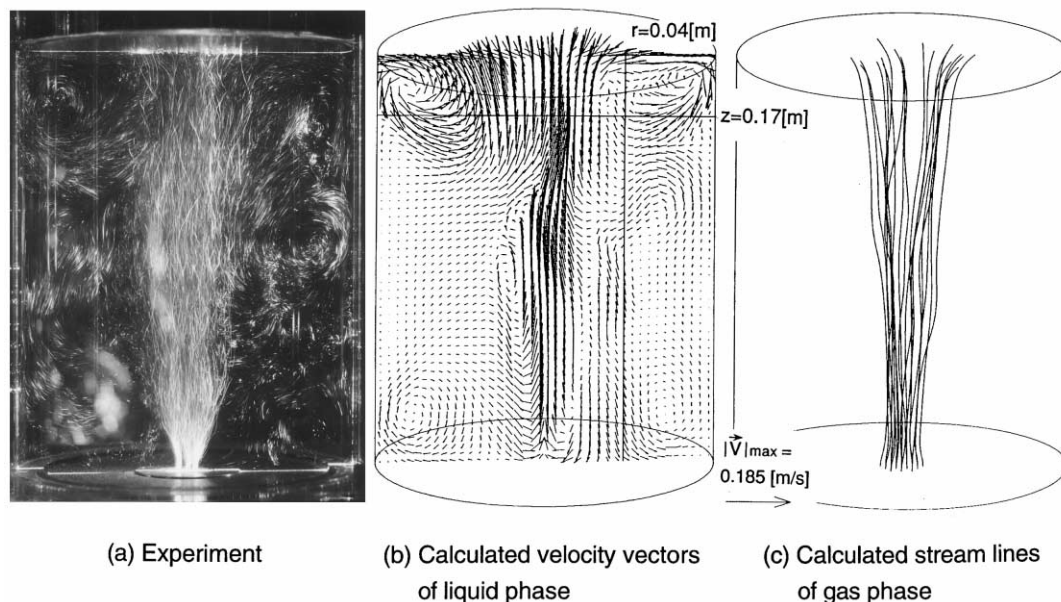 r=0.04[m]
z=0.17[m]
|V⃗|max =
0.185 [m/s]
(a) Experiment
(b) Calculated velocity vectors
of liquid phase
(c) Calculated stream lines
of gas phase